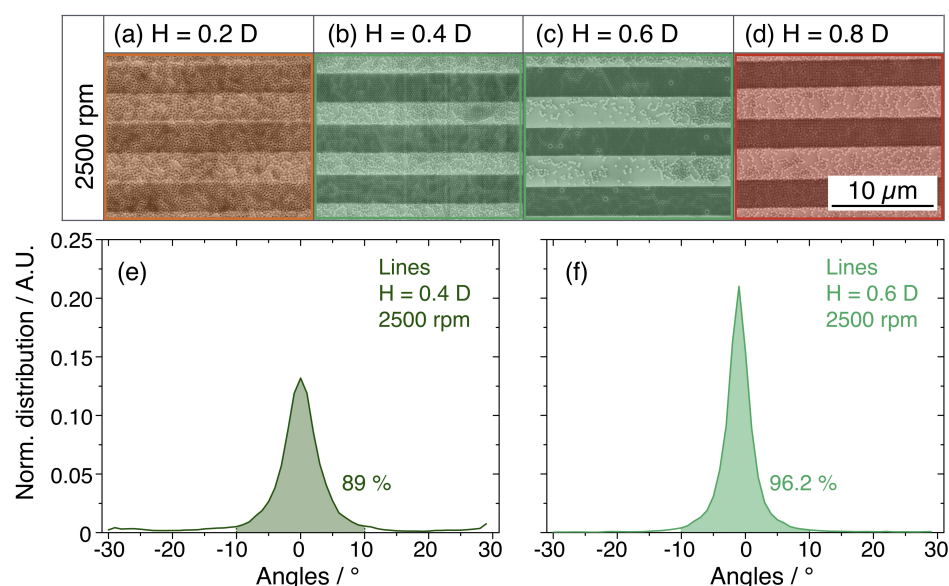 (a) H = 0.2 D
(b) H = 0.4 D
(c) H = 0.6 D
(d) H = 0.8 D
2500 rpm
10 µm
(e)
Lines
H = 0.4 D
2500 rpm
89 %
Norm. distribution / A.U.
0.25
0.20
0.15
0.10
0.05
0
-30 -20 -10 0 10 20 30
Angles / °
(f)
Lines
H = 0.6 D
2500 rpm
96.2 %
-30 -20 -10 0 10 20 30
Angles / °